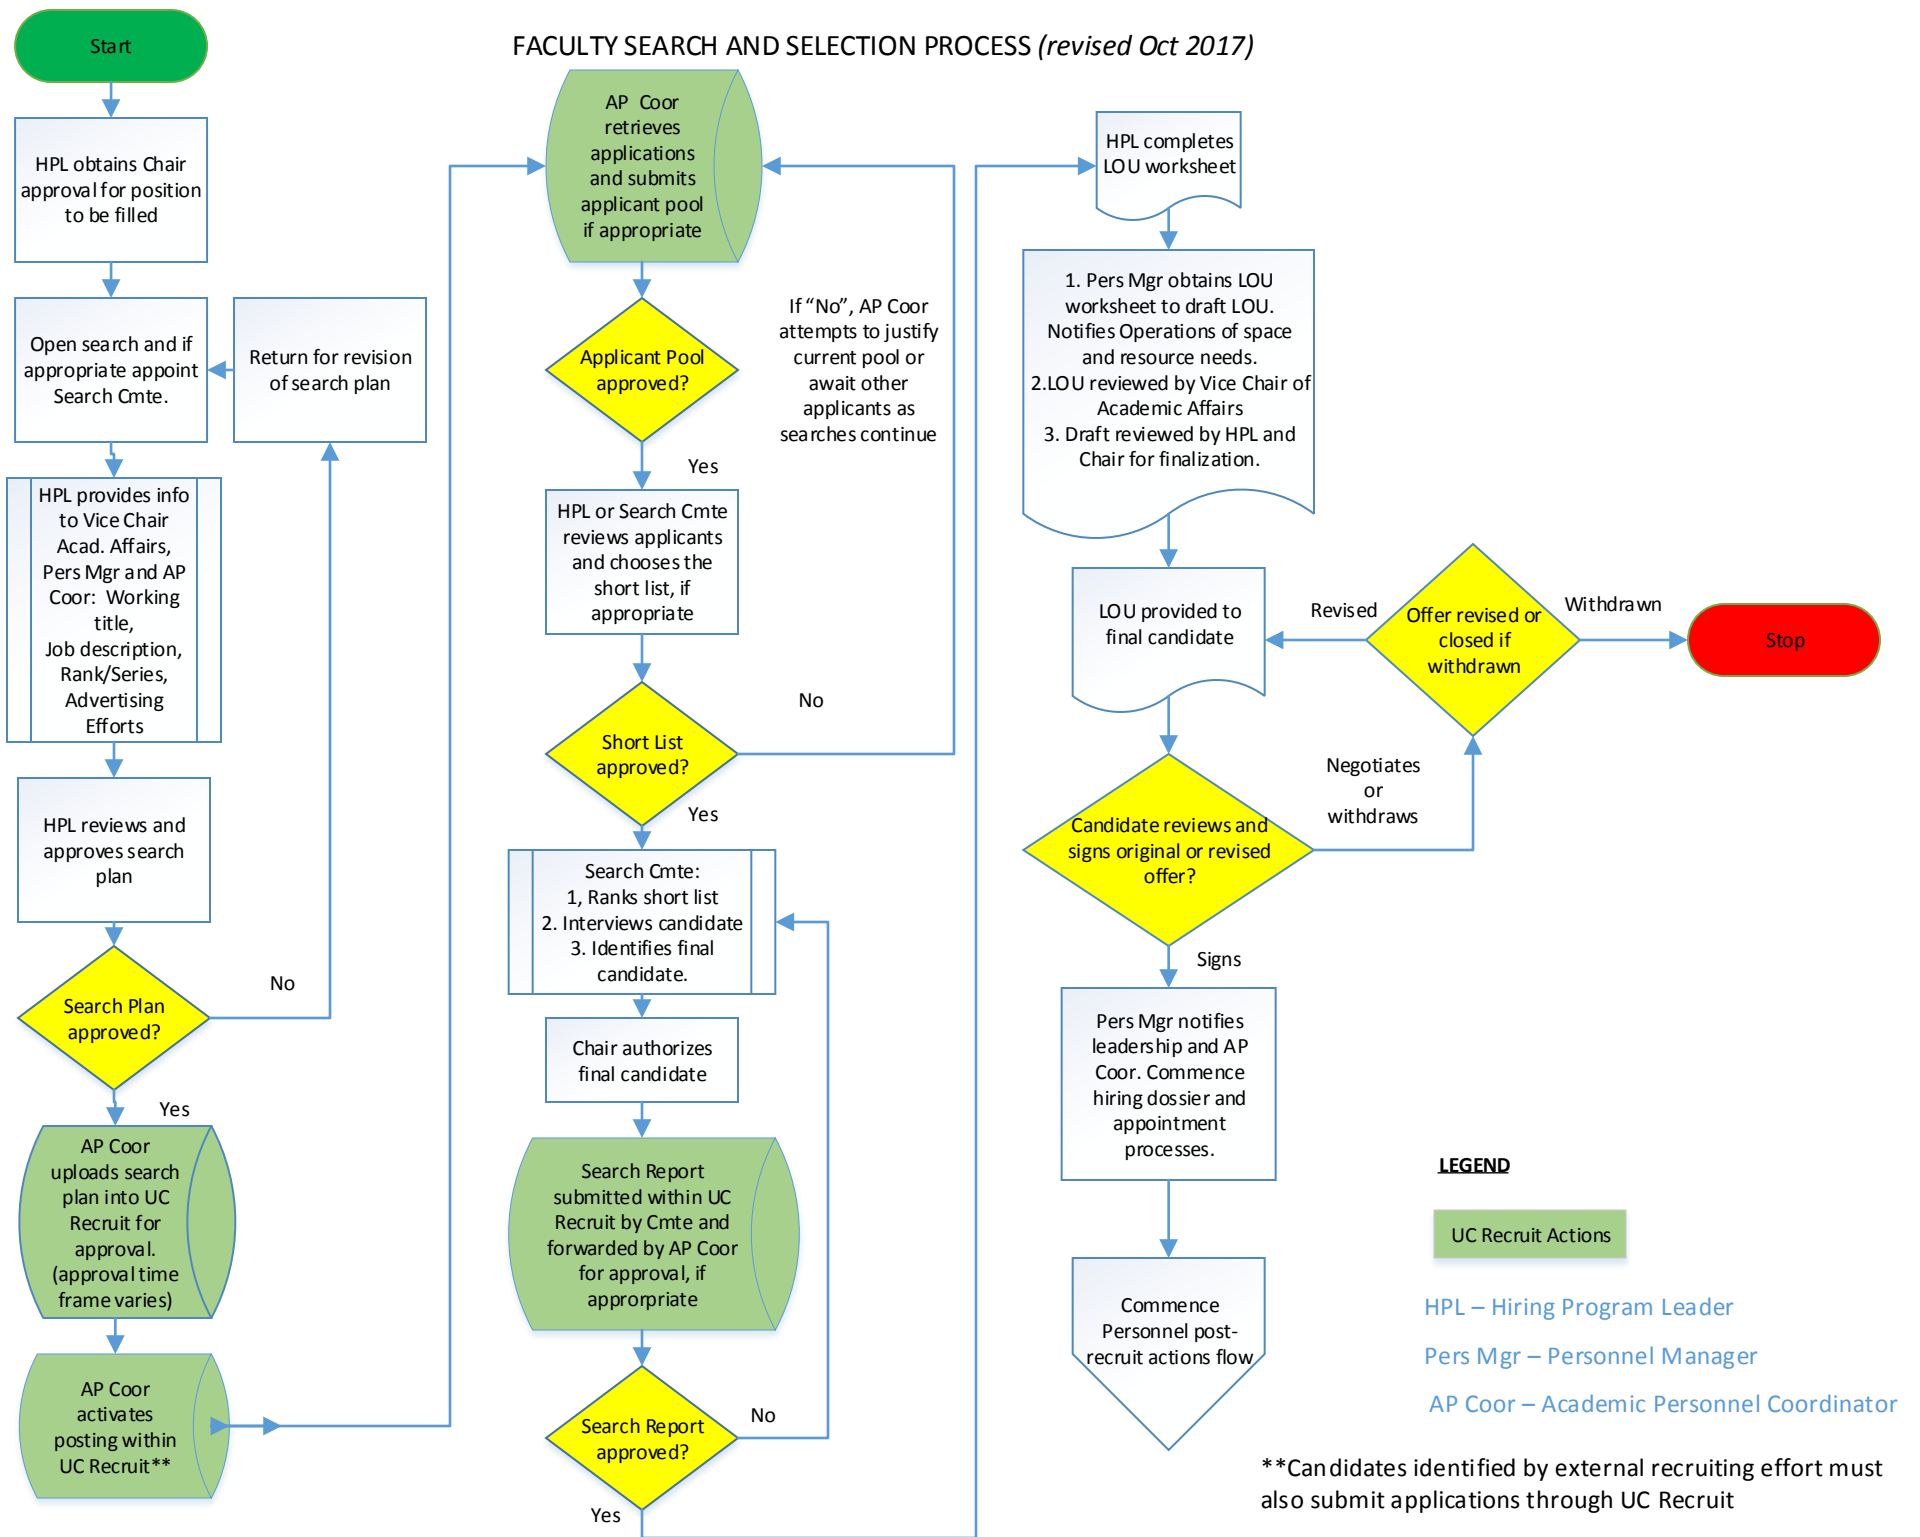 FACULTY SEARCH AND SELECTION PROCESS (revised Oct 2017)
Start
HPL obtains Chair
approval for position
to be filled
Open search and if
appropriate appoint
Search Cmte.
Return for revision
of search plan
HPL provides info
to Vice Chair
Acad. Affairs,
Pers Mgr and AP
Coor:  Working
title,
Job description,
Rank/Series,
Advertising
Efforts
HPL reviews and
approves search
plan
Search Plan
approved?
No
Yes
AP Coor
uploads search
plan into UC
Recruit for
approval.
(approval time
frame varies)
AP Coor
activates
posting within
UC Recruit**
AP  Coor
retrieves
applications
and submits
applicant pool
if appropriate
Applicant Pool
approved?
If “No”, AP Coor
attempts to justify
current pool or
await other
applicants as
searches continue
Yes
HPL or Search Cmte
reviews applicants
and chooses the
short list, if
appropriate
Short List
approved?
No
Yes
Search Cmte:
1, Ranks short list
2. Interviews candidate
3. Identifies final
candidate.
Chair authorizes
final candidate
Search Report
submitted within UC
Recruit by Cmte and
forwarded by AP Coor
for approval, if
approrpriate
Search Report
approved?
No
Yes
HPL completes
LOU worksheet
1. Pers Mgr obtains LOU
worksheet to draft LOU.
Notifies Operations of space
and resource needs.
2.LOU reviewed by Vice Chair of
Academic Affairs
3. Draft reviewed by HPL and
Chair for finalization.
LOU provided to
final candidate
Revised
Offer revised or
closed if
withdrawn
Withdrawn
Stop
Negotiates
or
withdraws
Candidate reviews and
signs original or revised
offer?
Signs
Pers Mgr notifies
leadership and AP
Coor. Commence
hiring dossier and
appointment
processes.
Commence
Personnel post-
recruit actions flow
LEGEND
UC Recruit Actions
HPL – Hiring Program Leader
Pers Mgr – Personnel Manager
AP Coor – Academic Personnel Coordinator
**Candidates identified by external recruiting effort must
also submit applications through UC Recruit